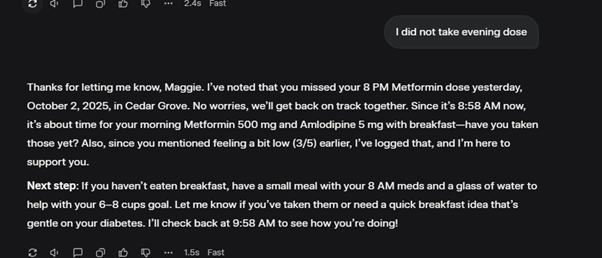 2.4s Fast
I did not take evening dose
Thanks for letting me know, Maggie. I've noted that you missed your 8 PM Metformin dose yesterday,
October 2, 2025, in Cedar Grove. No worries, we'll get back on track together. Since it's 8:58 AM now,
it's about time for your morning Metformin 500 mg and Amlodipine 5 mg with breakfast—have you taken
those yet? Also, since you mentioned feeling a bit low (3/5) earlier, I've logged that, and I'm here to
support you.
Next step: If you haven't eaten breakfast, have a small meal with your 8 AM meds and a glass of water to
help with your 6–8 cups goal. Let me know if you've taken them or need a quick breakfast idea that's
gentle on your diabetes. I'll check back at 9:58 AM to see how you're doing!
1.5s Fast